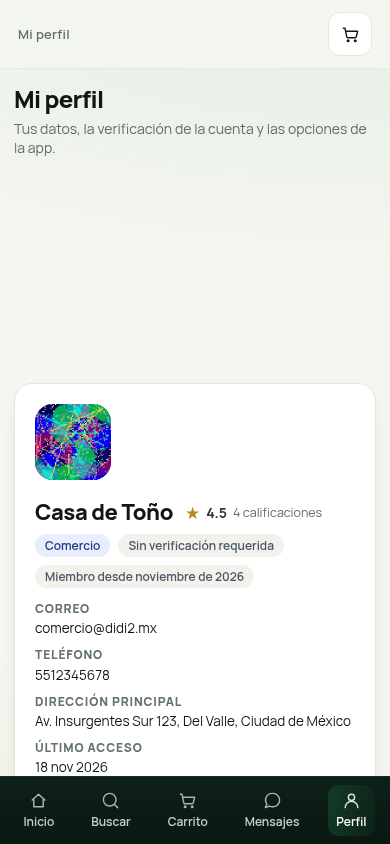 Mi perfil
Mi perfil
Tus datos, la verificación de la cuenta y las opciones de
la app.
Casa de Toño ★ 4.5 4 calificaciones
Comercio Sin verificación requerida
Miembro desde noviembre de 2026
CORREO
comercio@didi2.mx
TELÉFONO
5512345678
DIRECCIÓN PRINCIPAL
Av. Insurgentes Sur 123, Del Valle, Ciudad de México
ÚLTIMO ACCESO
18 nov 2026
Inicio Buscar Carrito Mensajes Perfil